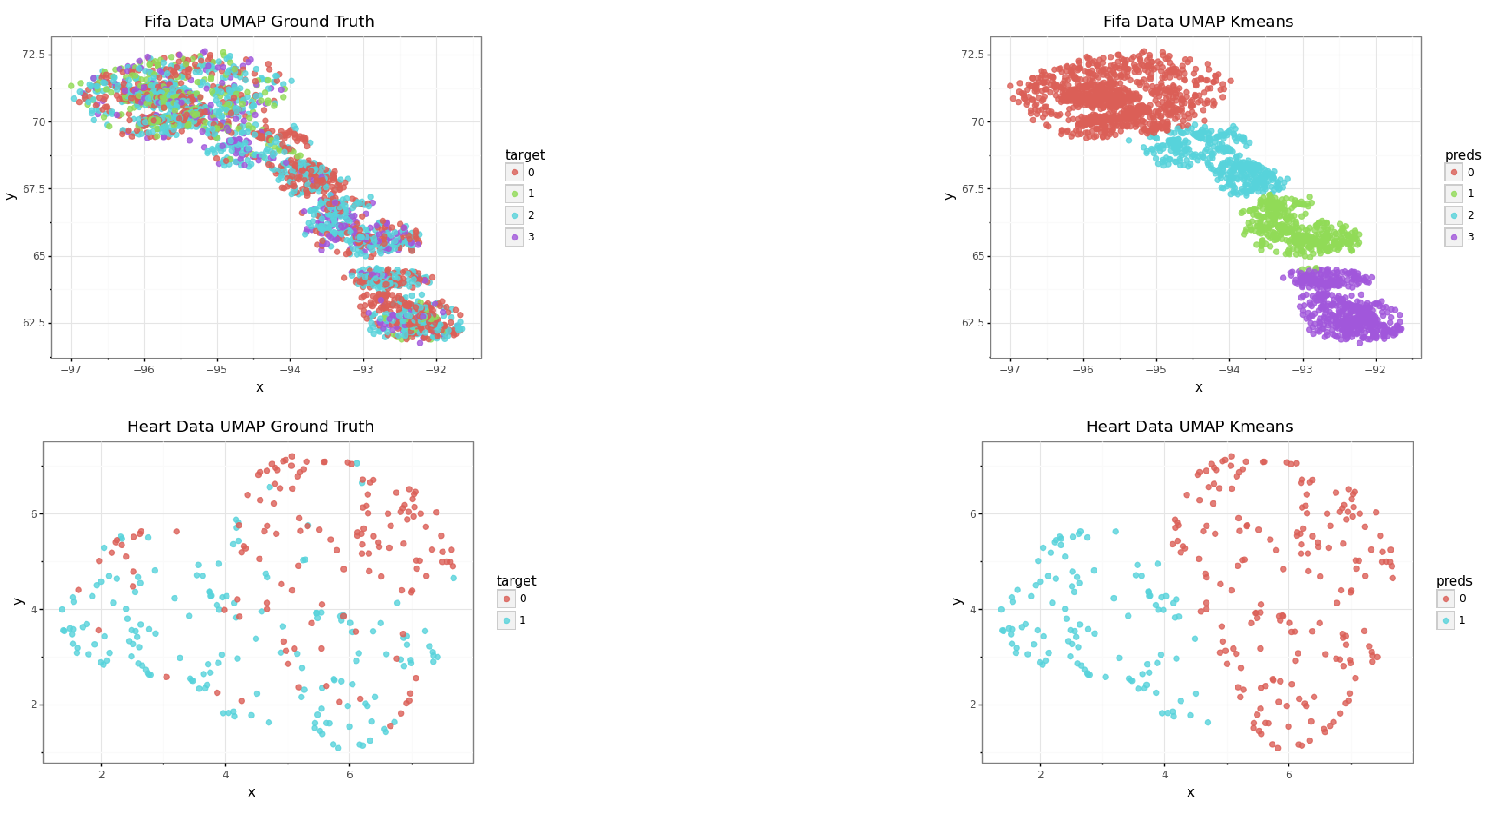 Fifa Data UMAP Ground Truth
72.5
70
67.5
65
62.5
y
−97 −96 −95 −94 −93 −92
x
target
0
1
2
3
Fifa Data UMAP Kmeans
72.5
70
67.5
65
62.5
y
−97 −96 −95 −94 −93 −92
x
preds
0
1
2
3
Heart Data UMAP Ground Truth
6
4
2
y
2 4 6
x
target
0
1
Heart Data UMAP Kmeans
6
4
2
y
2 4 6
x
preds
0
1